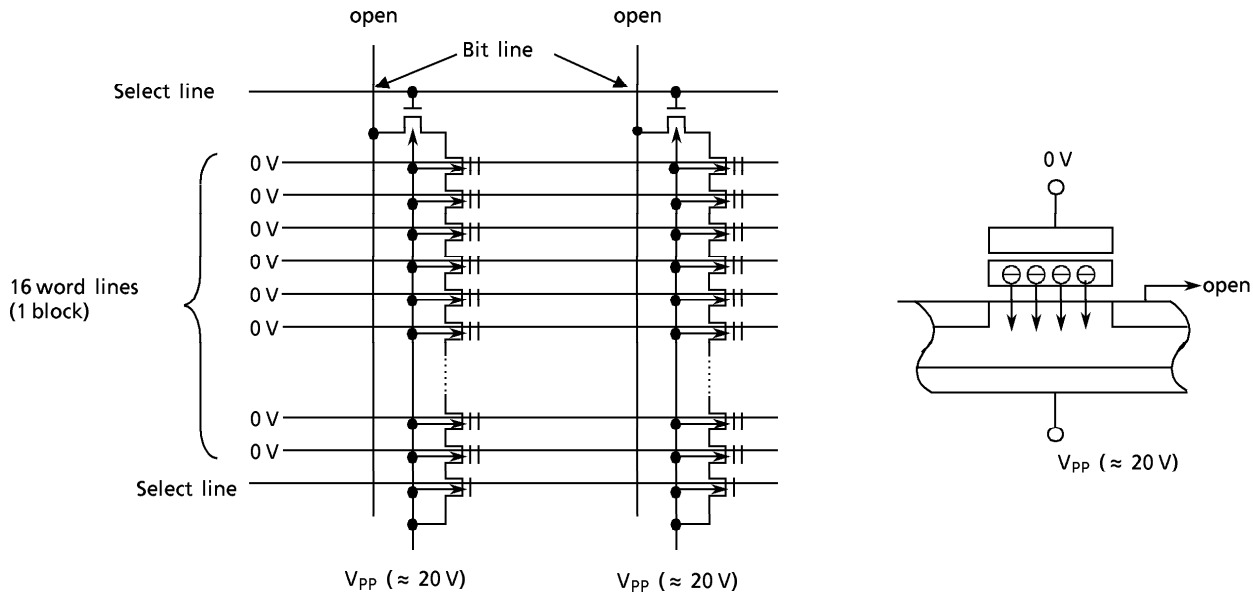 open
open
Bit line
Select line
0 V
0 V
0 V
0 V
0 V
0 V
16 word lines
(1 block)
0 V
0 V
Select line
VPP (≈ 20 V)
VPP (≈ 20 V)
0 V
open
VPP (≈ 20 V)